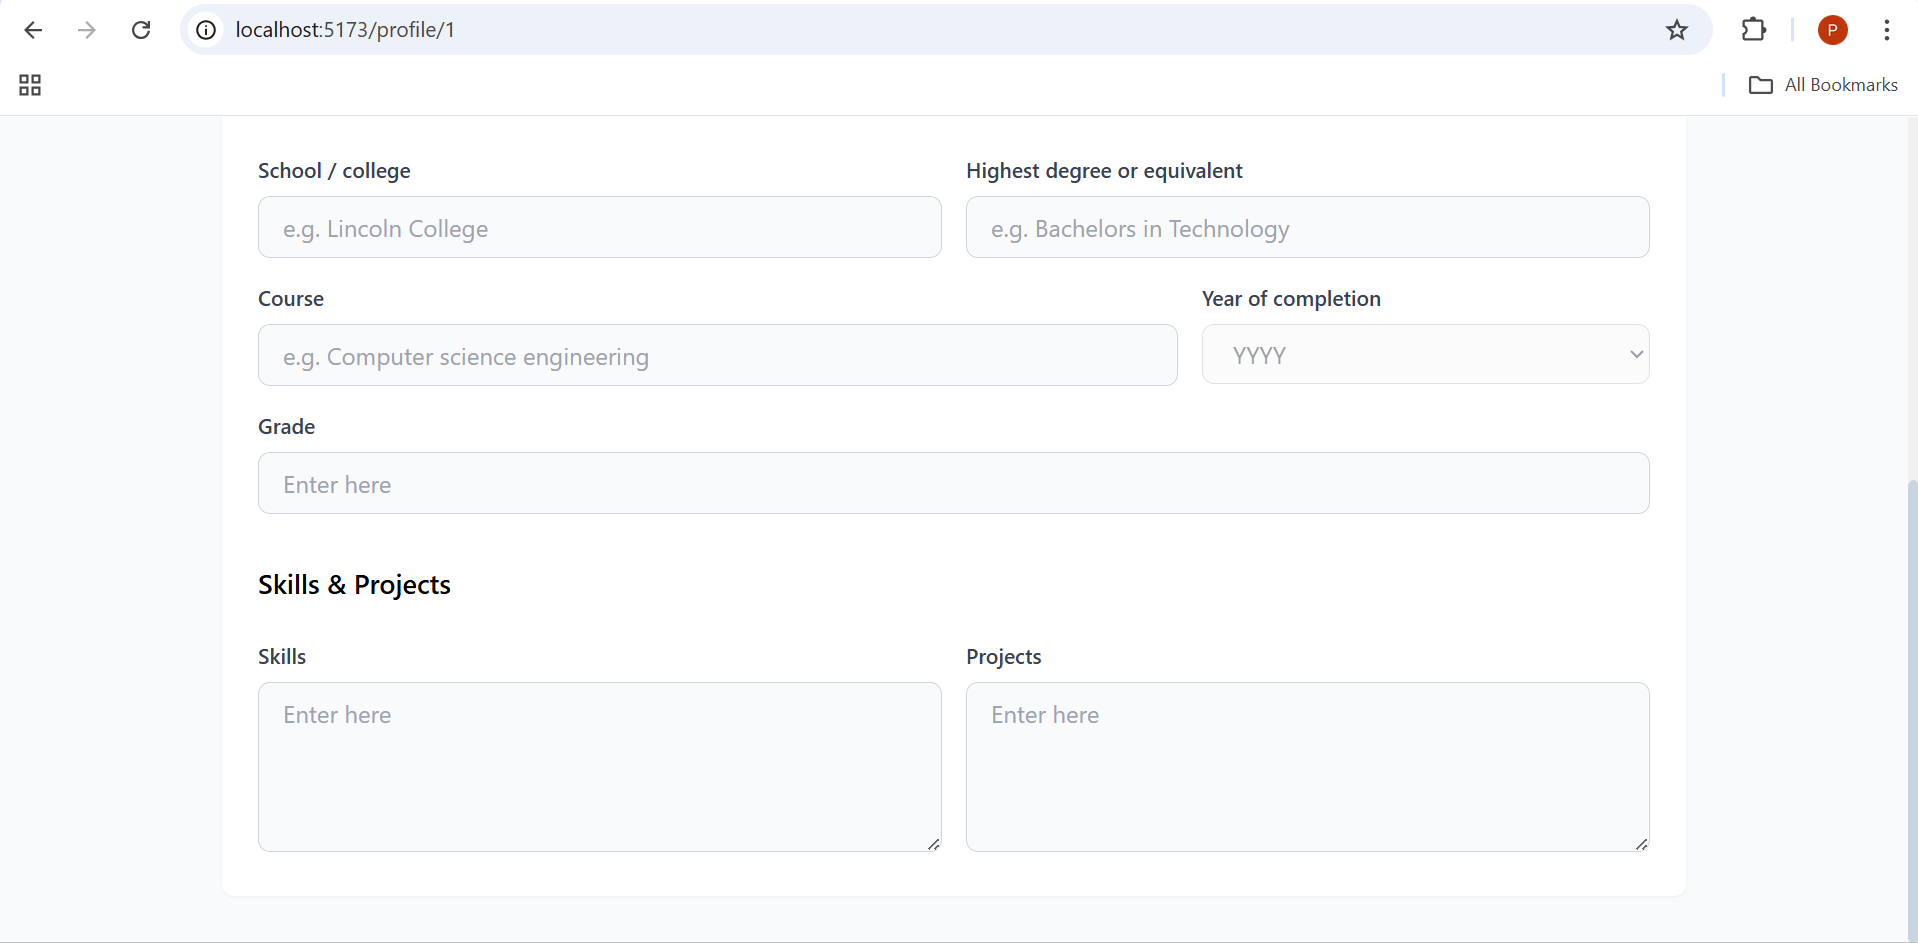 localhost:5173/profile/1
P
All Bookmarks
School / college
Highest degree or equivalent
e.g. Lincoln College
e.g. Bachelors in Technology
Course
Year of completion
e.g. Computer science engineering
YYYY
Grade
Enter here
Skills & Projects
Skills
Projects
Enter here
Enter here